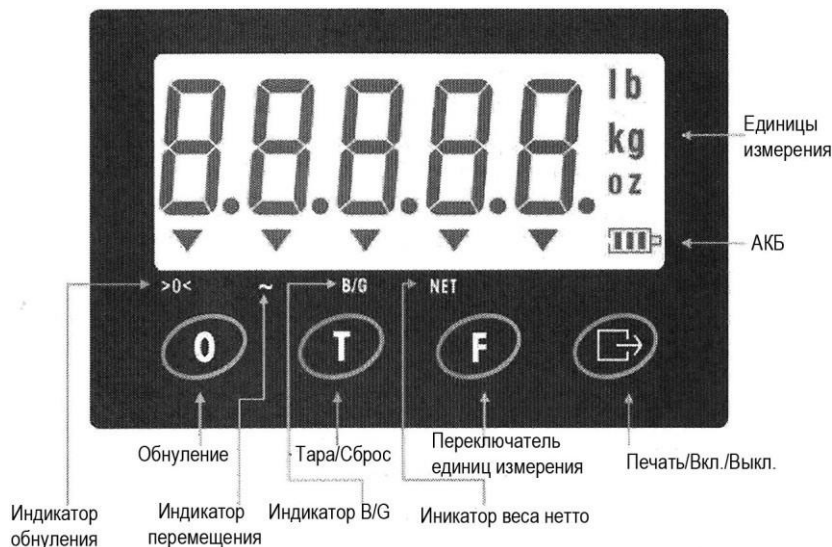 8.8.8.8.8. lb
kg
oz
Единицы
измерения
АКБ
>0< ~ B/G NET
0 T F
Обнуление Тара/Сброс Переключатель
единиц измерения Печать/Вкл./Выкл.
Индикатор
обнуления
Индикатор
перемещения
Индикатор B/G
Иникатор веса нетто